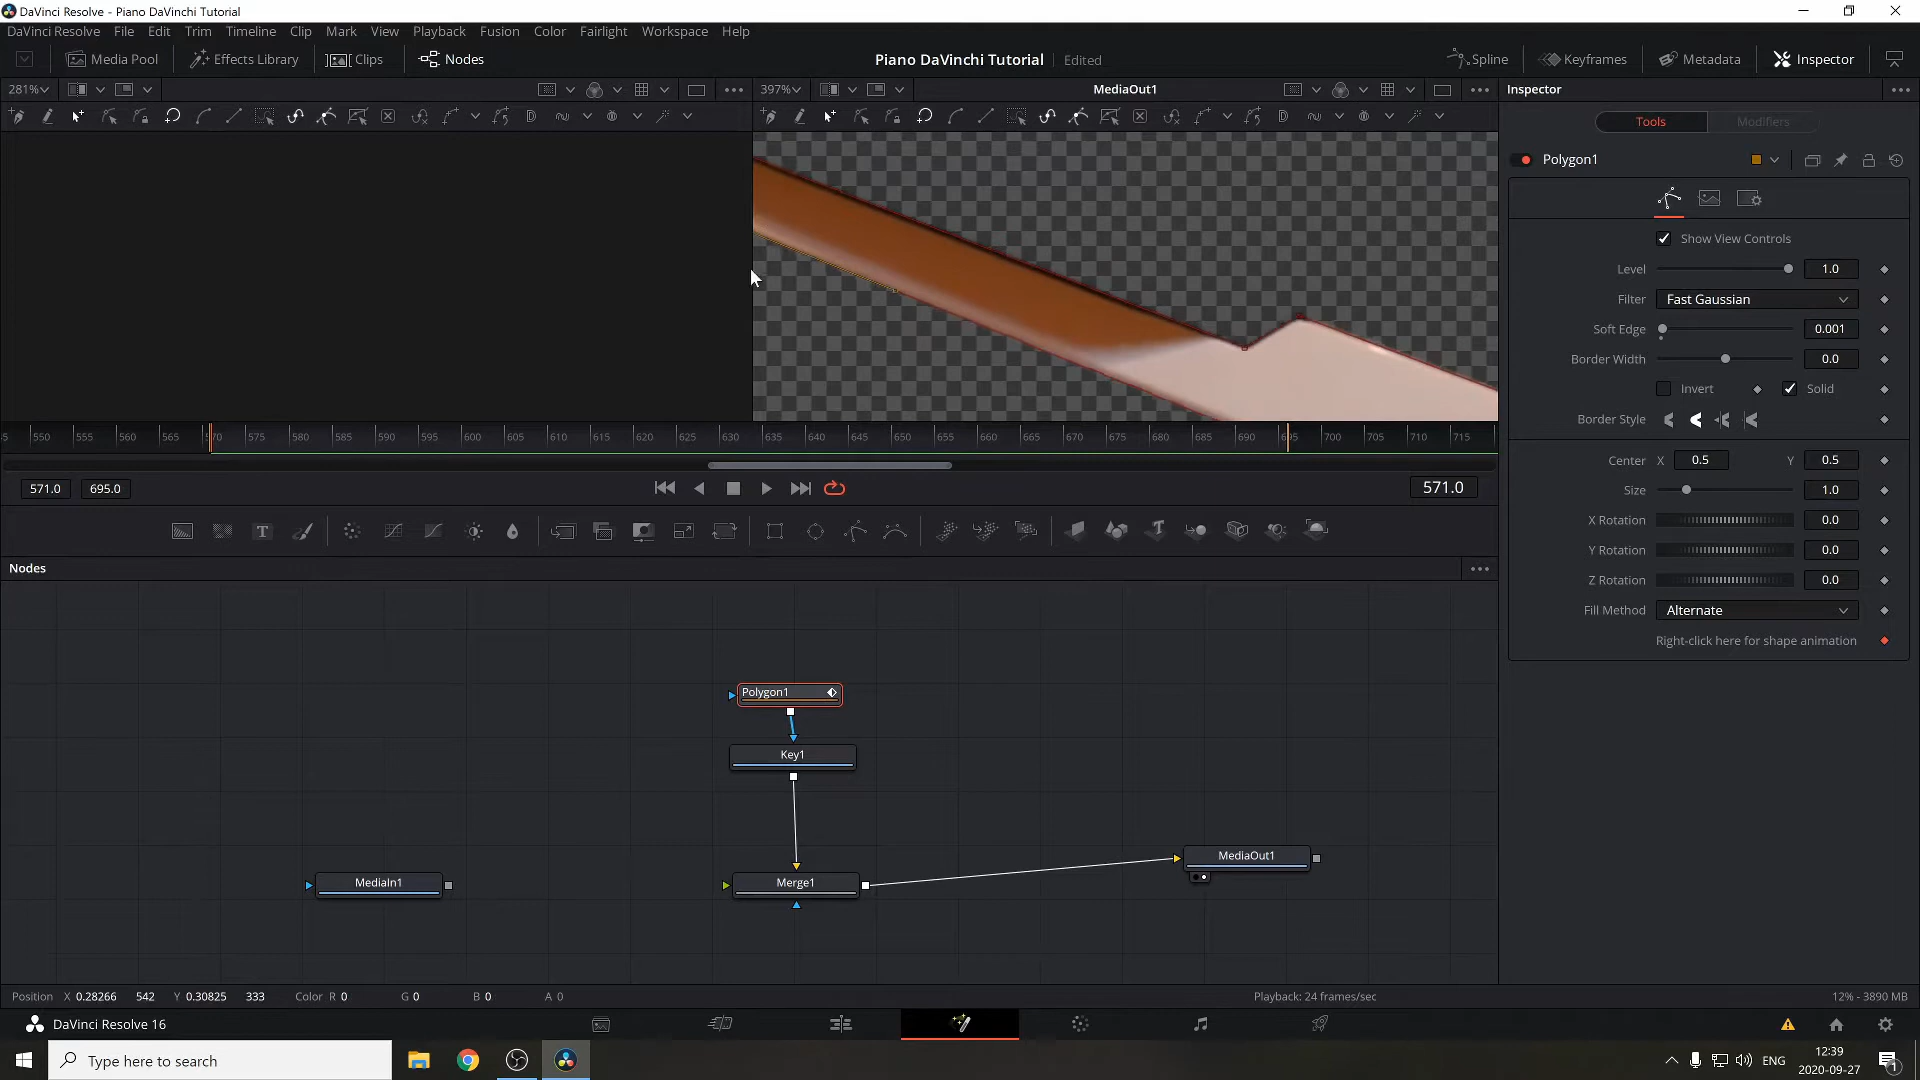 DaVinci Resolve - Piano DaVinchi Tutorial
DaVinci Resolve File Edit Trim Timeline Clip Mark View Playback Fusion Color Fairlight Workspace Help
Media Pool Effects Library Clips Nodes Piano DaVinchi Tutorial Edited Spline Keyframes Metadata Inspector
281% 397% MediaOut1 Inspector
Tools Modifiers
Polygon1
Show View Controls
Level 1.0
Filter Fast Gaussian
Soft Edge 0.001
Border Width 0.0
Invert Solid
Border Style
550 555 560 565 570 575 580 585 590 595 600 605 610 615 620 625 630 635 640 645 650 655 660 665 670 675 680 685 690 695 700 705 710 715
Center X 0.5 Y 0.5
571.0 695.0 571.0
Size 1.0
X Rotation 0.0
Y Rotation 0.0
Nodes
Z Rotation 0.0
Fill Method Alternate
Right-click here for shape animation
Polygon1
Key1
MediaOut1
MediaIn1 Merge1
Position X 0.28266 542 Y 0.30825 333 Color R 0 G 0 B 0 A 0 Playback: 24 frames/sec 12% - 3890 MB
DaVinci Resolve 16
Type here to search ENG 12:39
2020-09-27 1